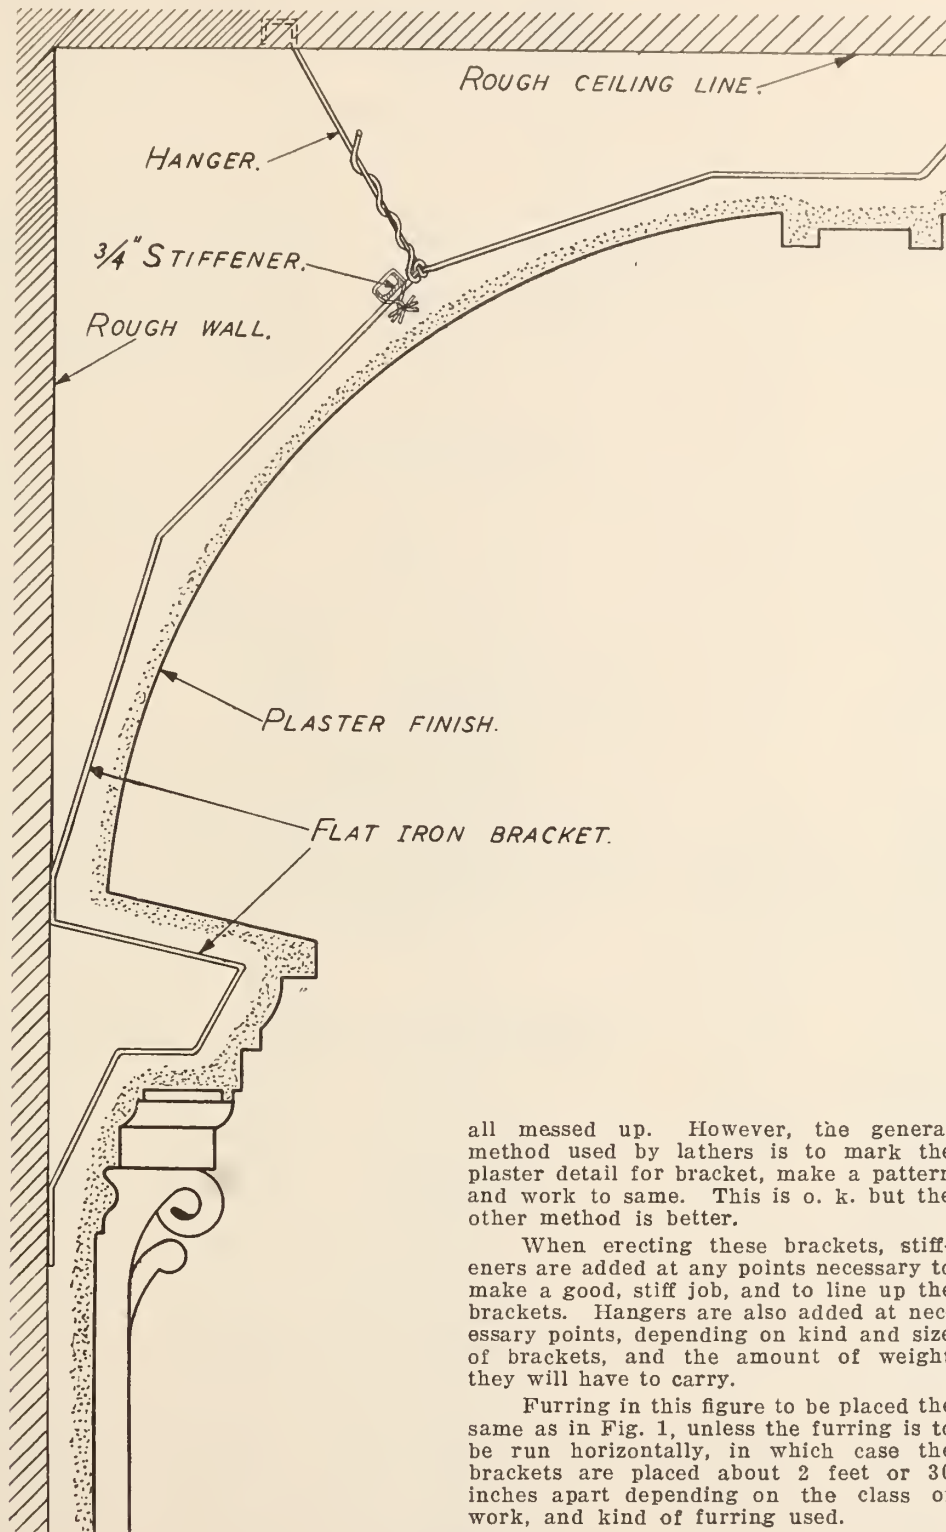 ROUGH CEILING LINE.
HANGER.
3/4" STIFFENER.
ROUGH WALL.
PLASTER FINISH.
FLAT IRON BRACKET.
all messed up. However, the genera
method used by lathers is to mark the
plaster detail for bracket, make a pattern
and work to same. This is o. k. but the
other method is better.
When erecting these brackets, stiff-
eners are added at any points necessary to
make a good, stiff job, and to line up the
brackets. Hangers are also added at nec
essary points, depending on kind and size
of brackets, and the amount of weight
they will have to carry.
Furring in this figure to be placed the
same as in Fig. 1, unless the furring is to
be run horizontally, in which case the
brackets are placed about 2 feet or 30
inches apart depending on the class of
work, and kind of furring used.